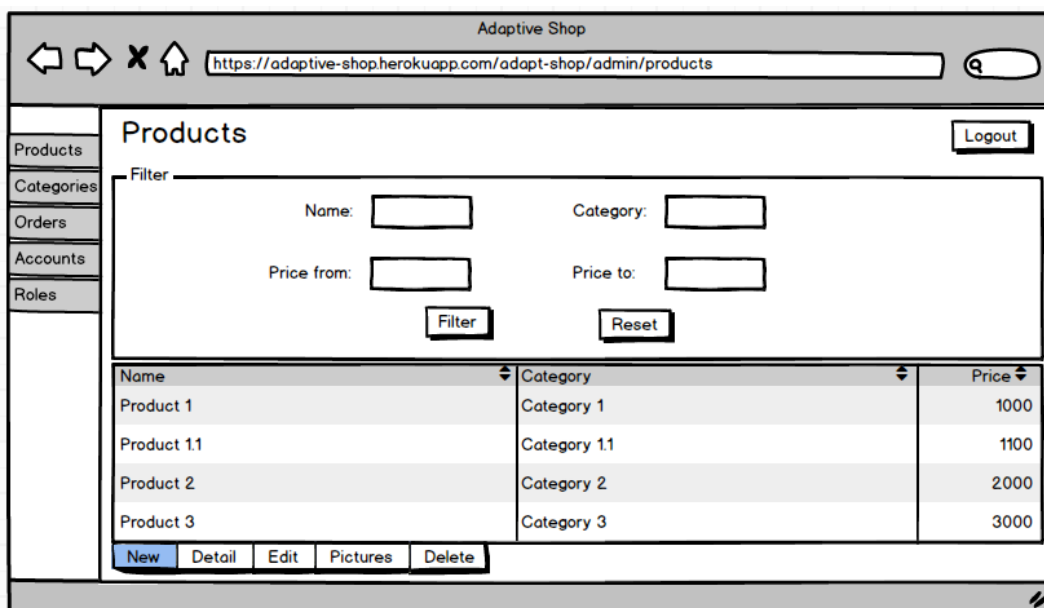 Adaptive Shop
https://adaptive-shop.herokuapp.com/adapt-shop/admin/products
Products
Categories
Orders
Accounts
Roles
Products
Logout
Filter
Name: Category:
Price from: Price to:
Filter Reset
Name Category Price
Product 1 Category 1 1000
Product 1.1 Category 1.1 1100
Product 2 Category 2 2000
Product 3 Category 3 3000
New Detail Edit Pictures Delete